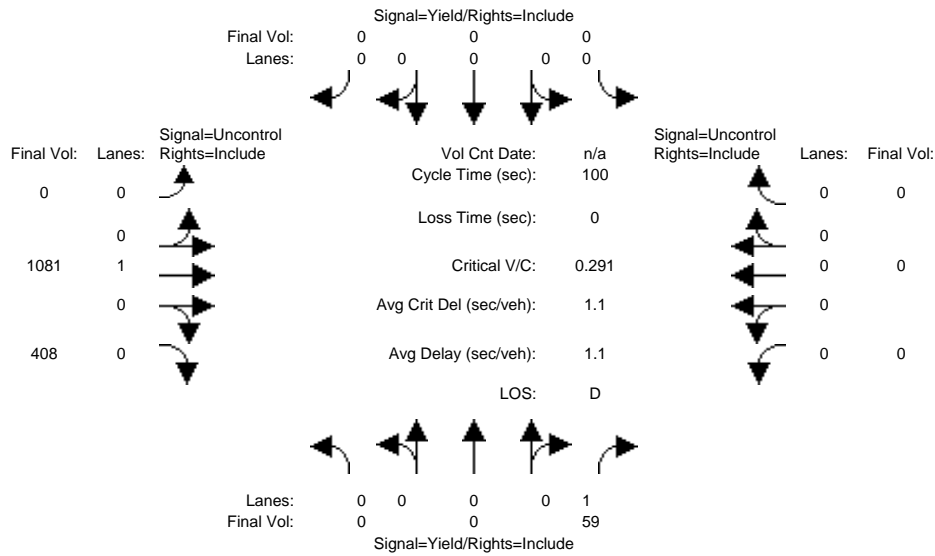 Signal=Yield/Rights=Include
Final Vol: 0 0 0
Lanes: 0 0 0 0 0
Signal=Uncontrol Signal=Uncontrol
Final Vol: Lanes: Rights=Include Vol Cnt Date: n/a Rights=Include Lanes: Final Vol:
Cycle Time (sec): 100
0 0 0 0
Loss Time (sec): 0
0 0
1081 1 Critical V/C: 0.291 0 0
0 Avg Crit Del (sec/veh): 1.1 0
408 0 Avg Delay (sec/veh): 1.1 0 0
LOS: D
Lanes: 0 0 0 0 1
Final Vol: 0 0 59
Signal=Yield/Rights=Include